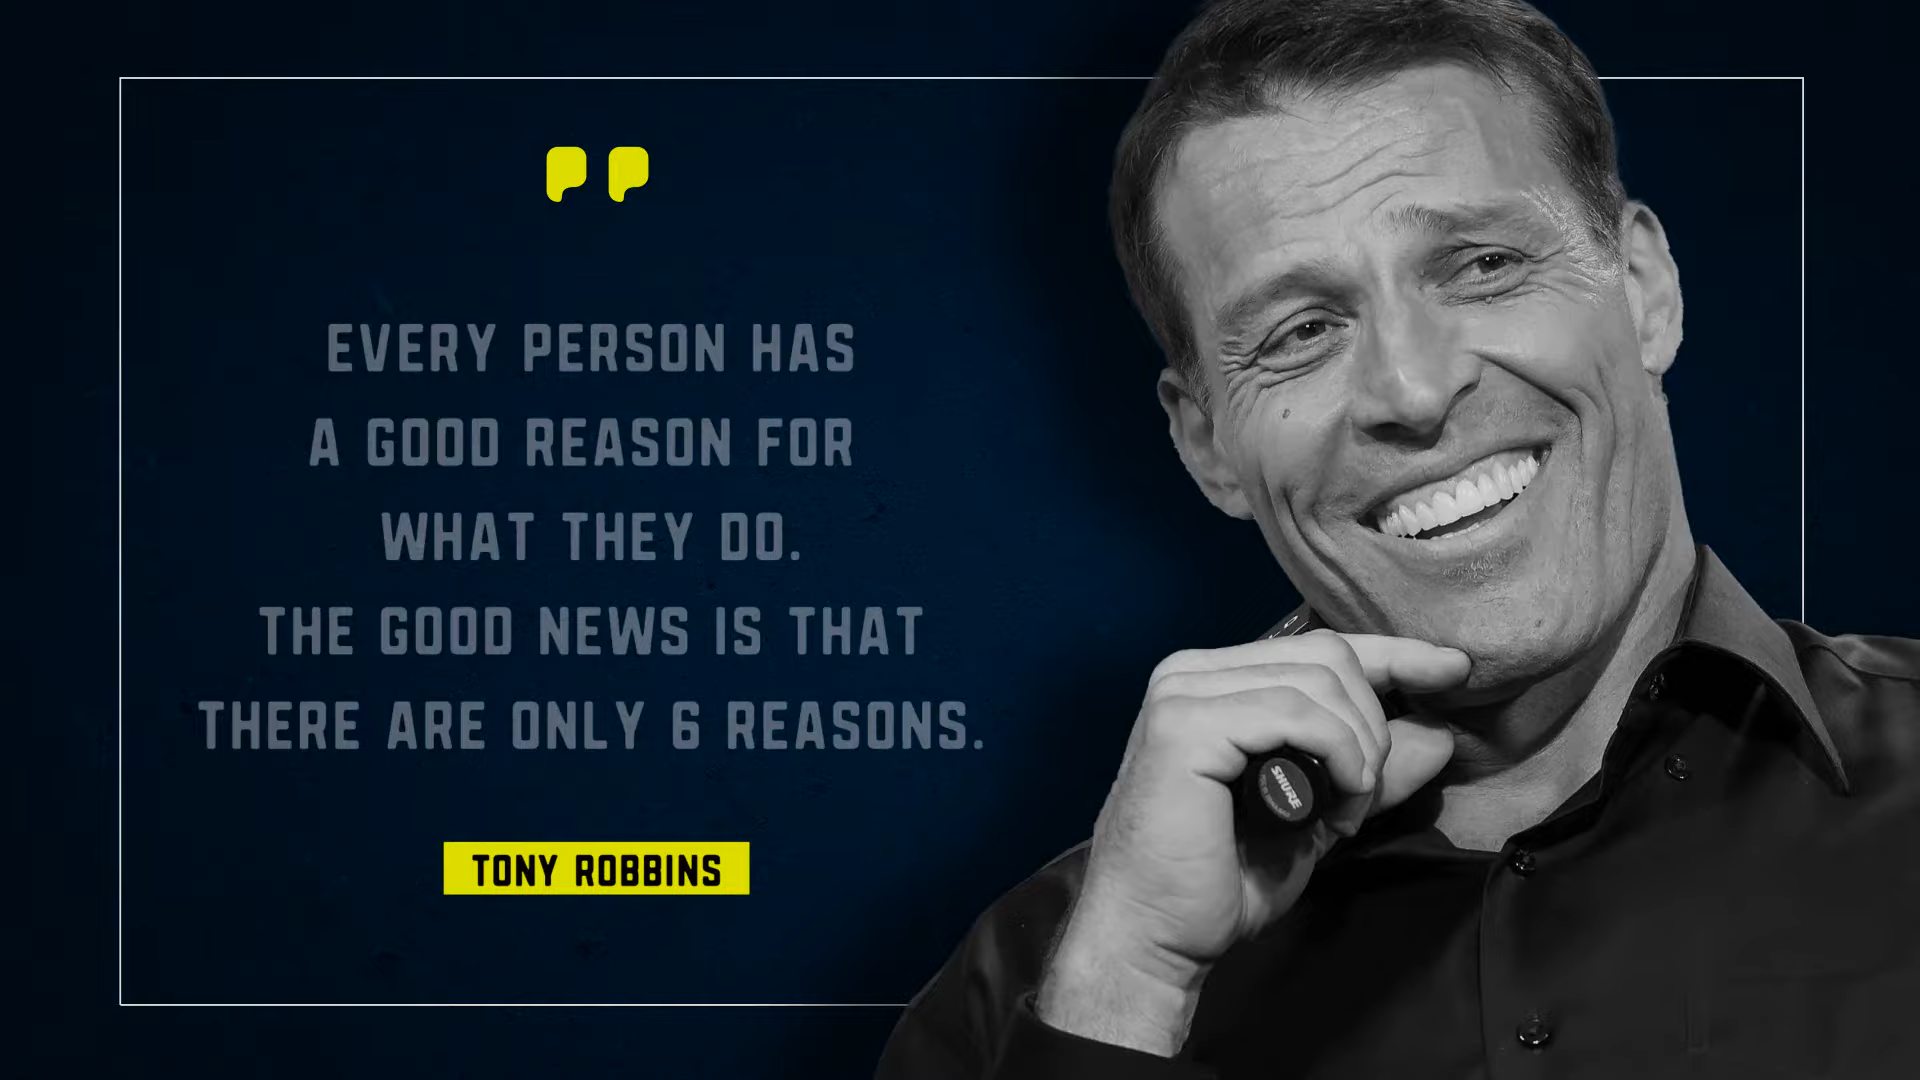 EVERY PERSON HAS
A GOOD REASON FOR
WHAT THEY DO.
THE GOOD NEWS IS THAT
THERE ARE ONLY 6 REASONS.
TONY ROBBINS
SHURE